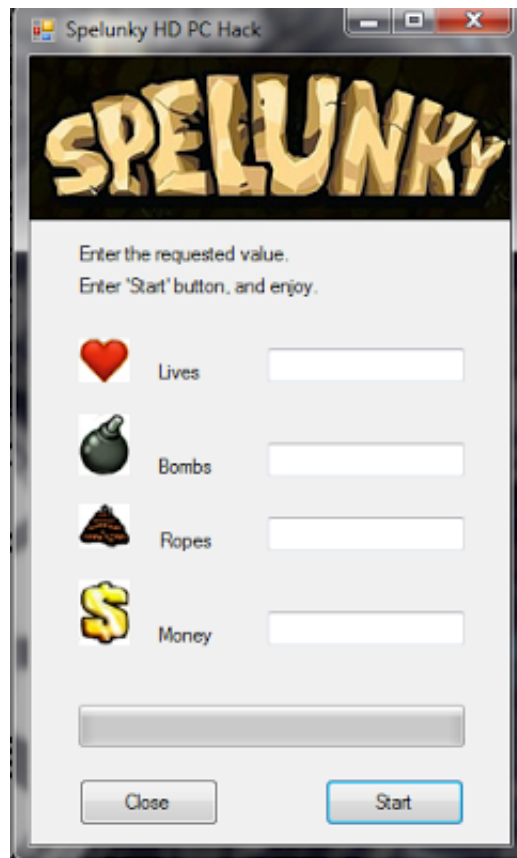 Spelunky HD PC Hack
SPELUNKY
Enter the requested value.
Enter 'Start' button, and enjoy.
Lives
Bombs
Ropes
Money
Close
Start